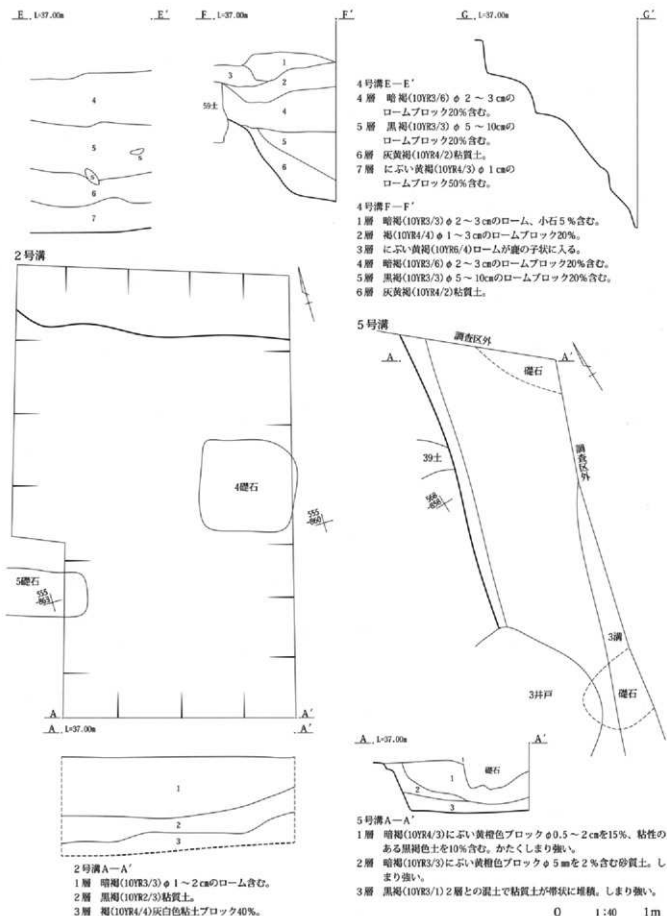 E L=37.00m E′
F L=37.00m F′
G L=37.00m G′
4
5
6
7
s
s
59土
1
2
3
4
5
6
4号溝E―E′
4層 暗褐(10YR3/6)φ2～3cmの
ロームブロック20%含む。
5層 黒褐(10YR3/3)φ5～10cmの
ロームブロック20%含む。
6層 灰黄褐(10YR4/2)粘質土。
7層 にぶい黄褐(10YR4/3)φ1cmの
ロームブロック50%含む。
4号溝F―F′
1層 暗褐(10YR3/3)φ2～3cmのローム、小石5%含む。
2層 褐(10YR4/4)φ1～3cmのロームブロック20%。
3層 にぶい黄褐(10YR6/4)ロームが鹿の子状に入る。
4層 暗褐(10YR3/6)φ2～3cmのロームブロック20%含む。
5層 黒褐(10YR3/3)φ5～10cmのロームブロック20%含む。
6層 灰黄褐(10YR4/2)粘質土。
2号溝
4礎石
555
-860
5礎石
555
-863
A A′
A L=37.00m A′
1
2
3
2号溝A―A′
1層 暗褐(10YR3/3)φ1～2cmのローム含む。
2層 黒褐(10YR2/3)粘質土。
3層 褐(10YR4/4)灰白色粘土ブロック40%。
5号溝
A A′
調査区外
礎石
39土
調査区外
3溝
礎石
3井戸
A L=37.00m A′
1
礎石
2
3
5号溝A―A′
1層 暗褐(10YR4/3)にぶい黄橙色ブロックφ0.5～2cmを15%、粘性の
ある黒褐色土を10%含む。かたくしまり強い。
2層 暗褐(10YR3/3)にぶい黄橙色ブロックφ5mmを2%含む砂質土。し
まり強い。
3層 黒褐(10YR3/1)2層との混土で粘質土が帯状に堆積。しまり強い。
0 1:40 1m